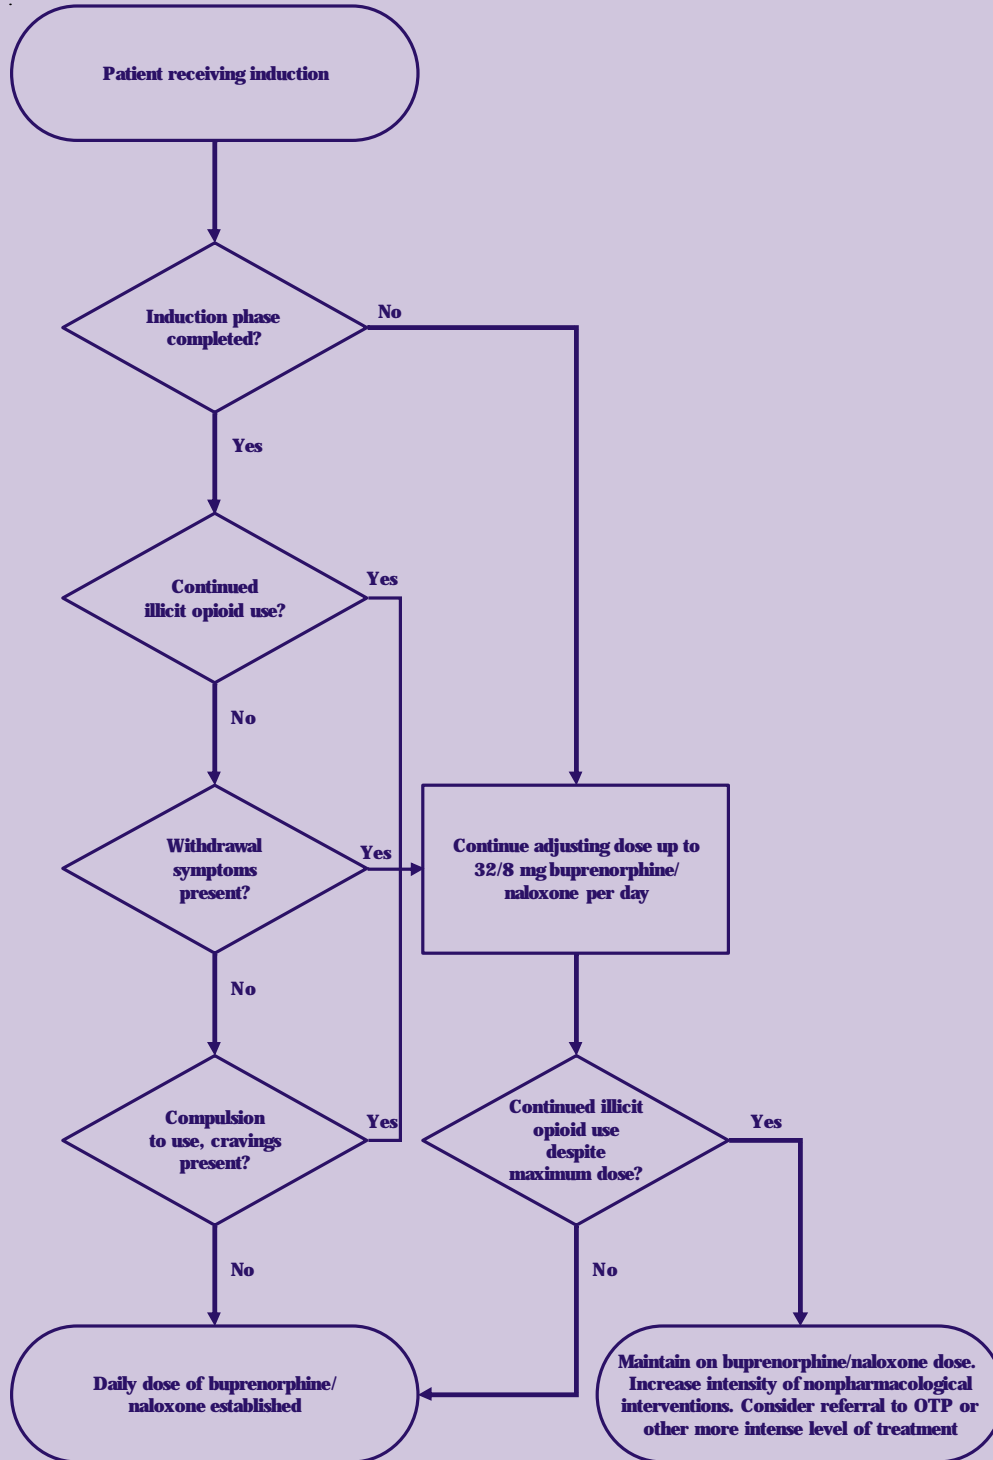 Patient receiving induction
Induction phase
completed?
No
Yes
Continued
illicit opioid use?
Yes
No
Withdrawal
symptoms
present?
Yes
Continue adjusting dose up to
32/8 mg buprenorphine/
naloxone per day
No
Compulsion
to use, cravings
present?
Yes
Continued illicit
opioid use
despite
maximum dose?
Yes
No
No
Daily dose of buprenorphine/
naloxone established
Maintain on buprenorphine/naloxone dose.
Increase intensity of nonpharmacological
interventions. Consider referral to OTP or
other more intense level of treatment